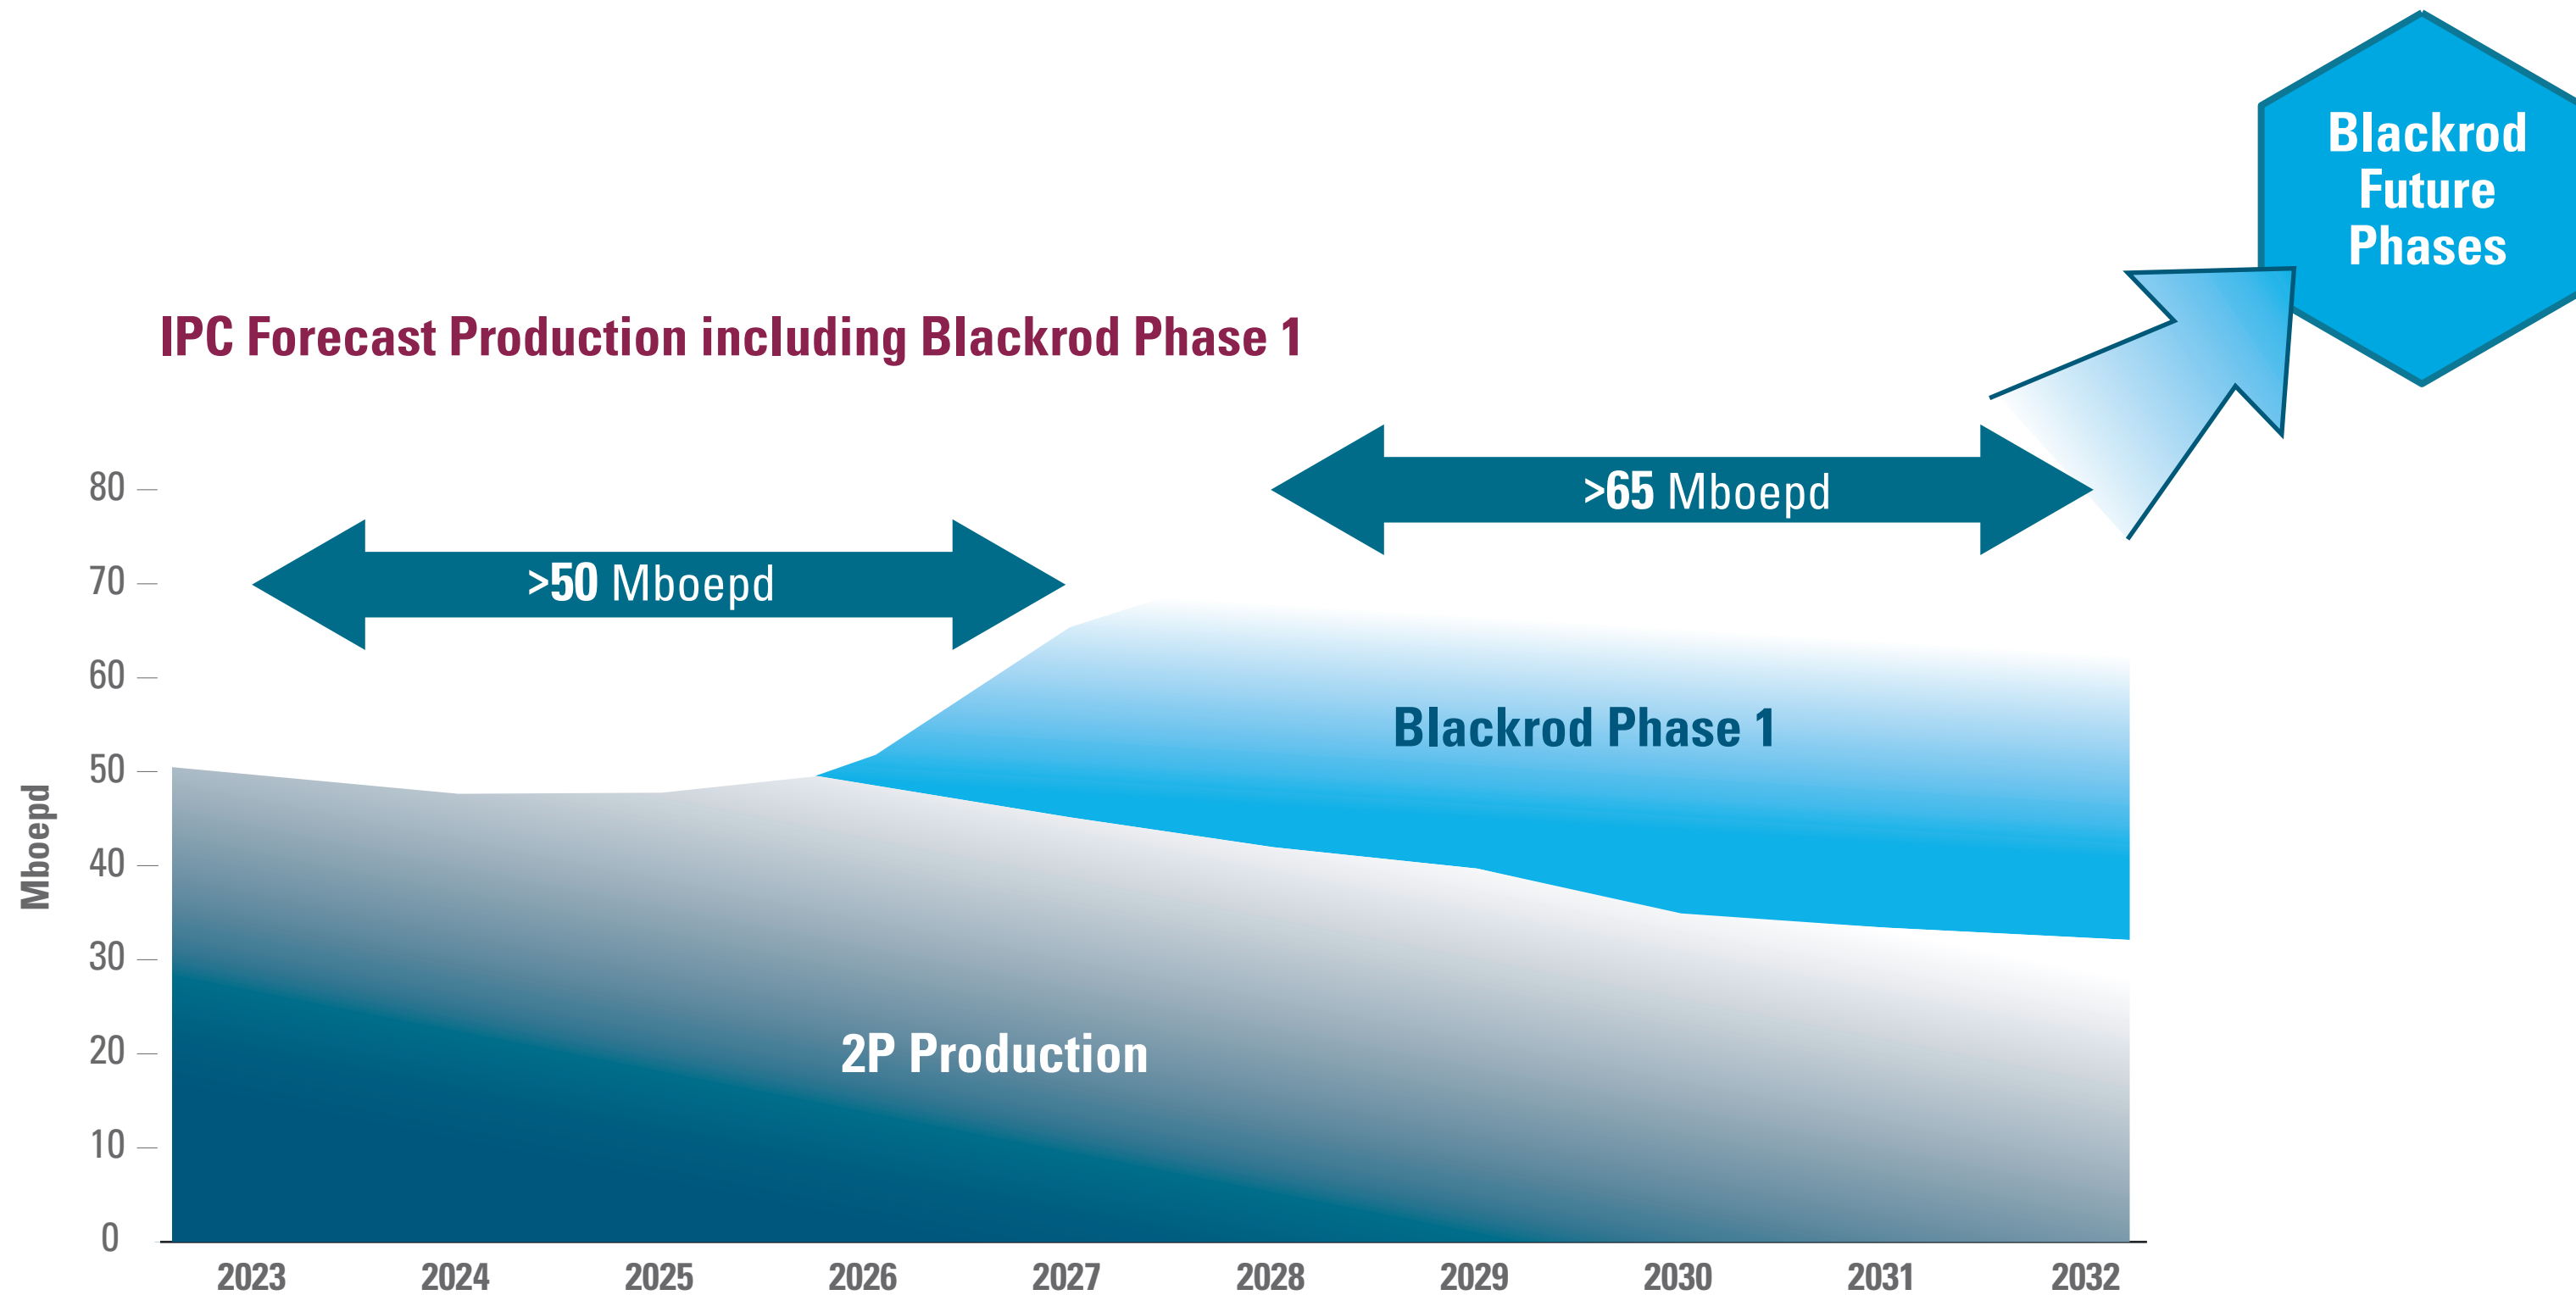 Blackrod
Future
Phases
IPC Forecast Production including Blackrod Phase 1
>65 Mboepd
>50 Mboepd
80
70
60
50
40
30
20
10
0
Mboepd
Blackrod Phase 1
2P Production
2023 2024 2025 2026 2027 2028 2029 2030 2031 2032